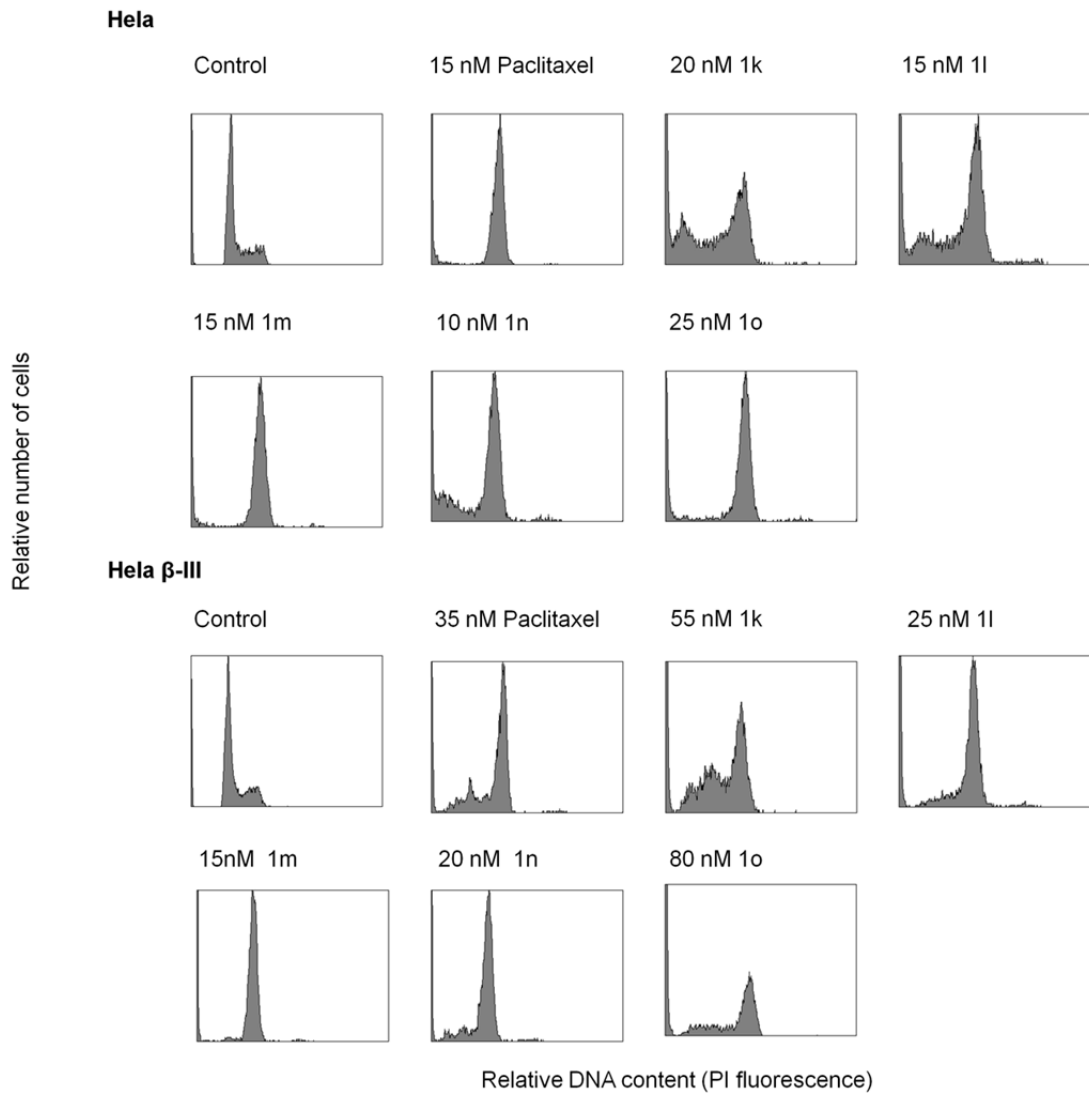 Hela
Control 15 nM Paclitaxel 20 nM 1k 15 nM 1l
15 nM 1m 10 nM 1n 25 nM 1o
Relative number of cells
Hela β-III
Control 35 nM Paclitaxel 55 nM 1k 25 nM 1l
15nM 1m 20 nM 1n 80 nM 1o
Relative DNA content (PI fluorescence)